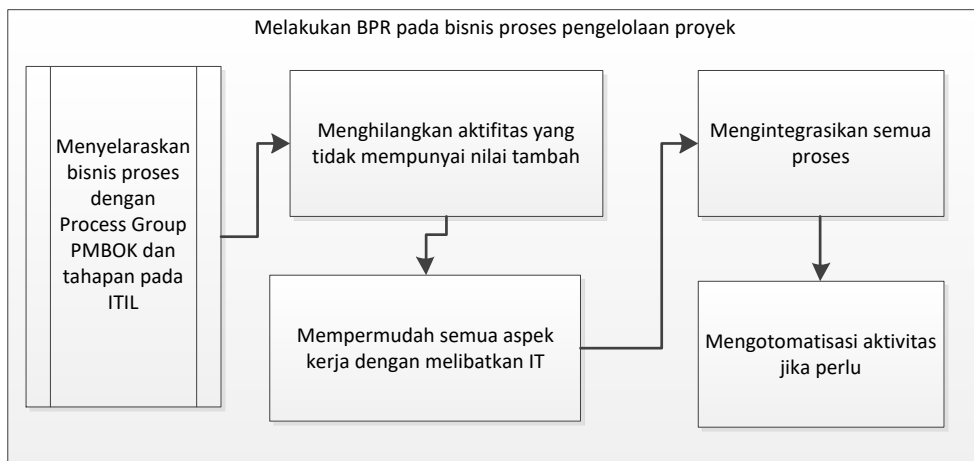 Melakukan BPR pada bisnis proses pengelolaan proyek
Menyelaraskan
bisnis proses
dengan
Process Group
PMBOK dan
tahapan pada
ITIL
Menghilangkan aktifitas yang
tidak mempunyai nilai tambah
Mempermudah semua aspek
kerja dengan melibatkan IT
Mengintegrasikan semua
proses
Mengotomatisasi aktivitas
jika perlu